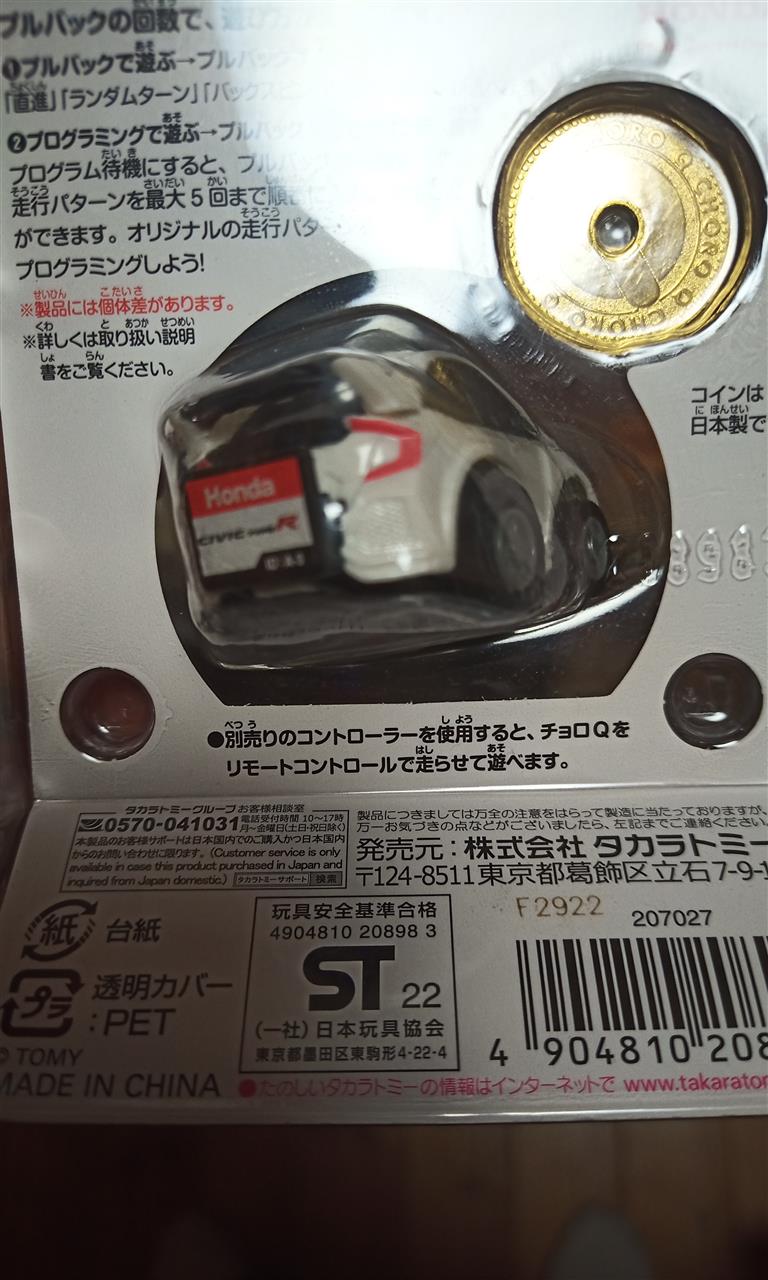 プルバックの回数で、遊び
❶プルバックで遊ぶ→プルバック
「直進」「ランダムターン」「バックスピン
❷プログラミングで遊ぶ→プルバック
プログラム待機にすると、プルバック
走行パターンを最大5回まで順番に
ができます。オリジナルの走行パター
プログラミングしよう!
※製品には個体差があります。
※詳しくは取り扱い説明
書をご覧ください。
CHORO Q CHORO Q CHORO Q
コインは
日本製で
Honda
CIVIC TYPE R
●別売りのコントローラーを使用すると、チョロQを
リモートコントロールで走らせて遊べます。
タカラトミーグループお客様相談室
0570-041031 電話受付時間 10〜17時
月〜金曜日(土日・祝日除く)
本製品のお客様サポートは日本国内でのご購入かつ日本国内
からのお問い合わせに限ります。(Customer service is only
available in case this product purchased in Japan and
inquired from Japan domestic.) タカラトミーサポート 検索
製品につきましては万全の注意をはらって製造に当たっておりますが、
万一お気づきの点などがございましたら、左記までご連絡ください。
発売元:株式会社 タカラトミー
〒124-8511東京都葛飾区立石7-9-1
紙 台紙
プラ 透明カバー
:PET
© TOMY
MADE IN CHINA
玩具安全基準合格
4904810 20898 3
ST 22
(一社)日本玩具協会
東京都墨田区東駒形4-22-4
F2922 207027
4 904810 208
●たのしいタカラトミーの情報はインターネットで www.takaratom